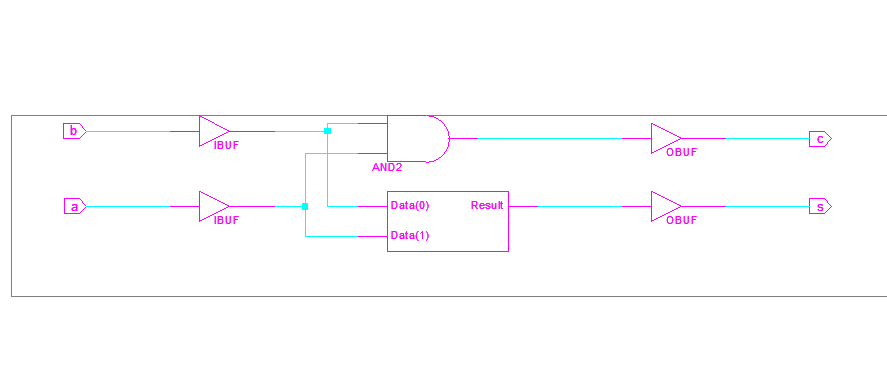 b
IBUF
AND2
OBUF
c
a
IBUF
Data(0)
Result
Data(1)
OBUF
s